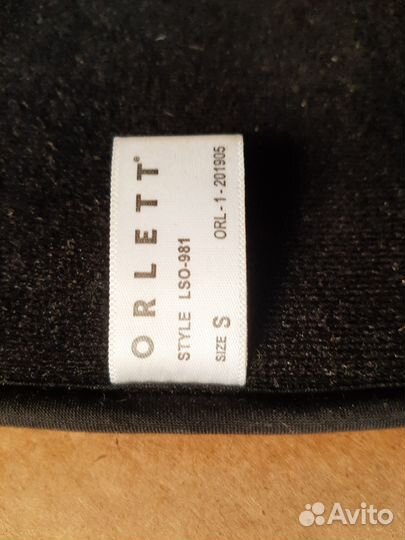 ORLETT®
STYLE LSO-981
SIZE S ORL-1-201905
Avito